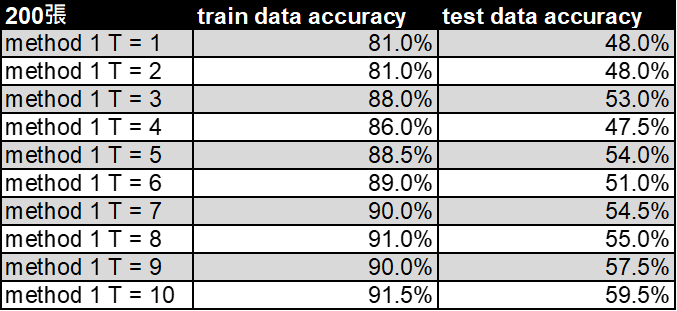 200張 train data accuracy test data accuracy
method 1 T = 1 81.0% 48.0%
method 1 T = 2 81.0% 48.0%
method 1 T = 3 88.0% 53.0%
method 1 T = 4 86.0% 47.5%
method 1 T = 5 88.5% 54.0%
method 1 T = 6 89.0% 51.0%
method 1 T = 7 90.0% 54.5%
method 1 T = 8 91.0% 55.0%
method 1 T = 9 90.0% 57.5%
method 1 T = 10 91.5% 59.5%